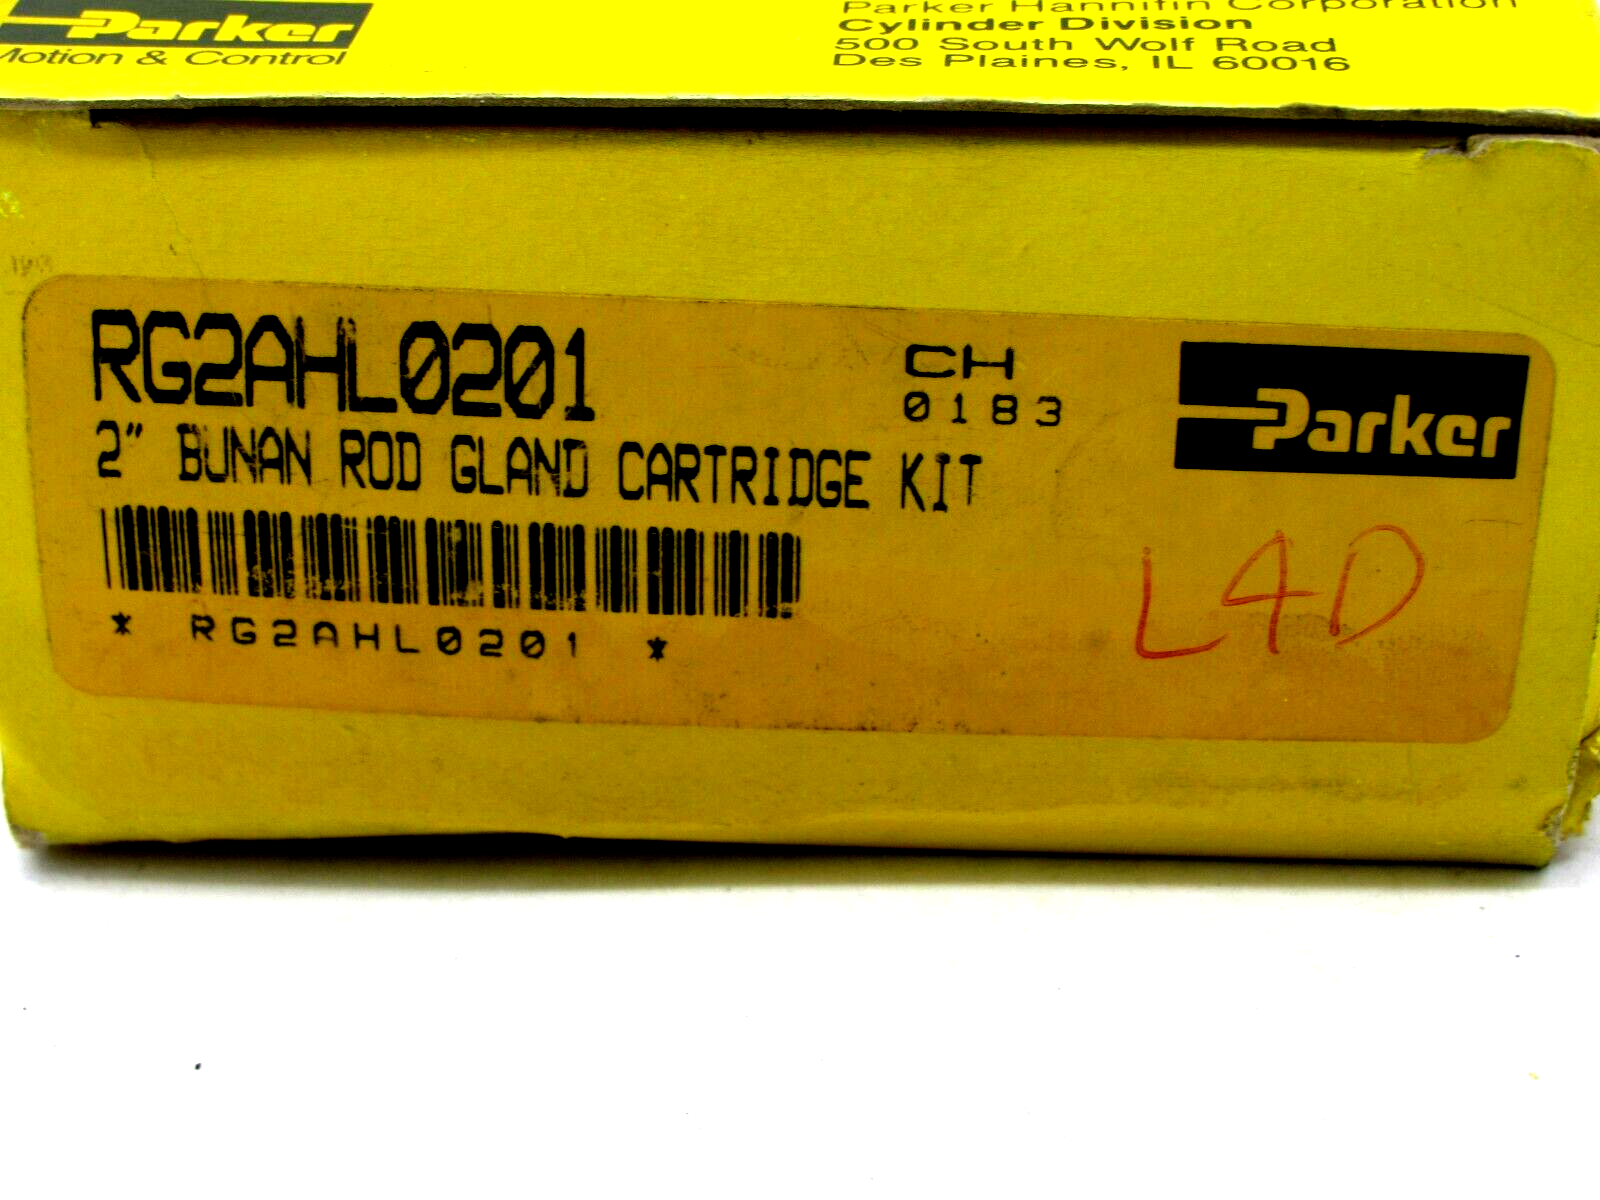 Parker
Motion & Control
Parker Hannifin Corporation
Cylinder Division
500 South Wolf Road
Des Plaines, IL 60016
RG2AHL0201
CH
0183
Parker
2" BUNAN ROD GLAND CARTRIDGE KIT
* RG2AHL0201 *
L4D